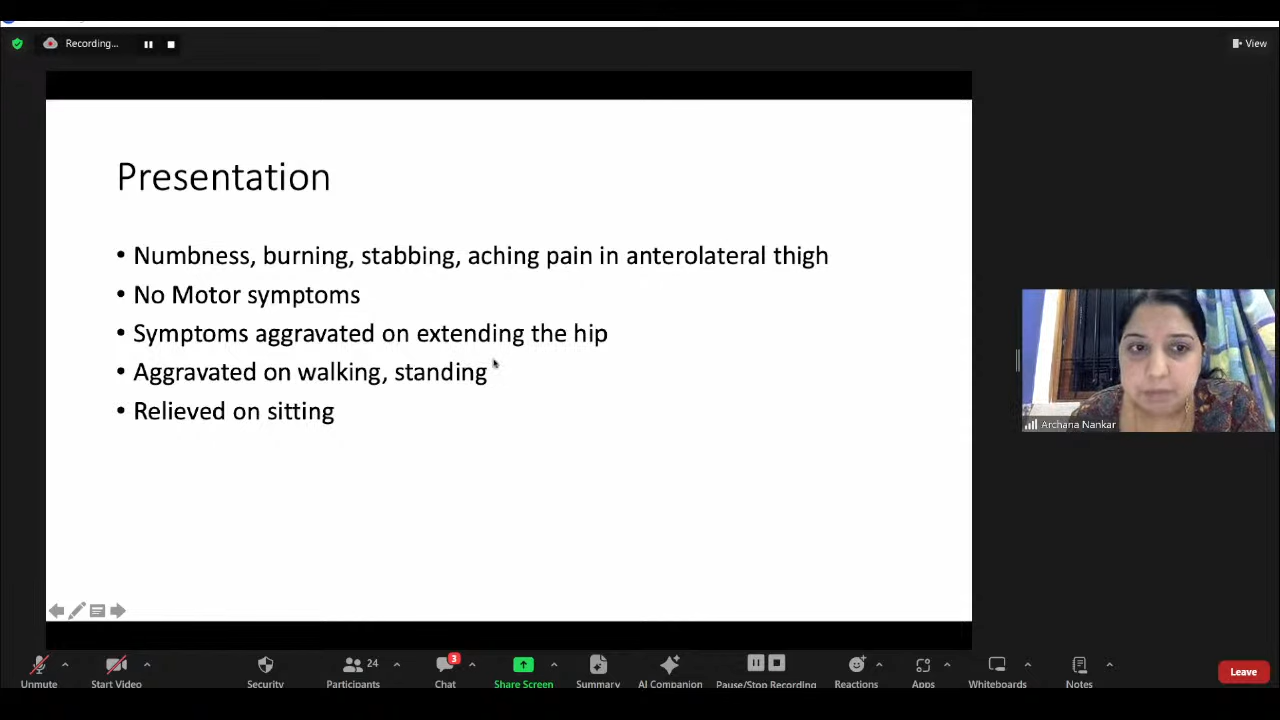 Recording...
View
Presentation
• Numbness, burning, stabbing, aching pain in anterolateral thigh
• No Motor symptoms
• Symptoms aggravated on extending the hip
• Aggravated on walking, standing
• Relieved on sitting
Archana Nankar
24
3
Unmute Start Video Security Participants Chat Share Screen Summary AI Companion Pause/Stop Recording Reactions Apps Whiteboards Notes Leave